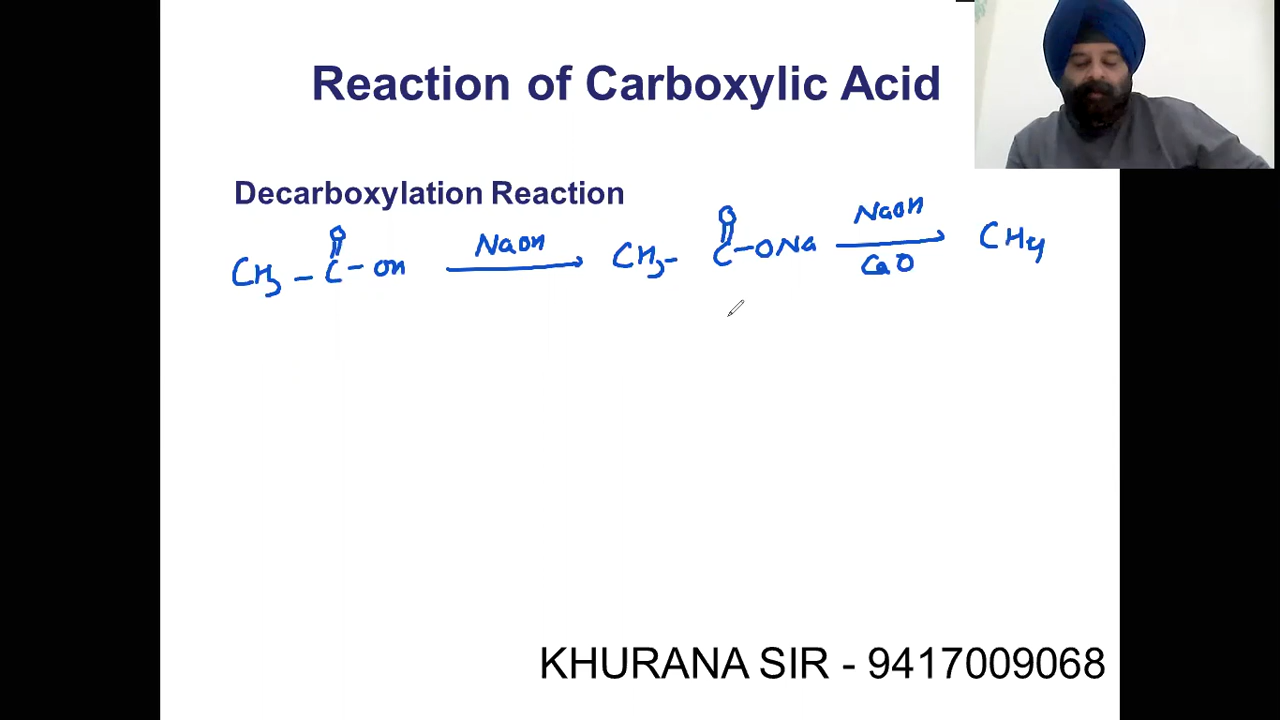 Reaction of Carboxylic Acid
Decarboxylation Reaction
CH3 - C(=O) - OH NaOH → CH3 - C(=O) - ONa NaOH / CaO → CH4
KHURANA SIR - 9417009068